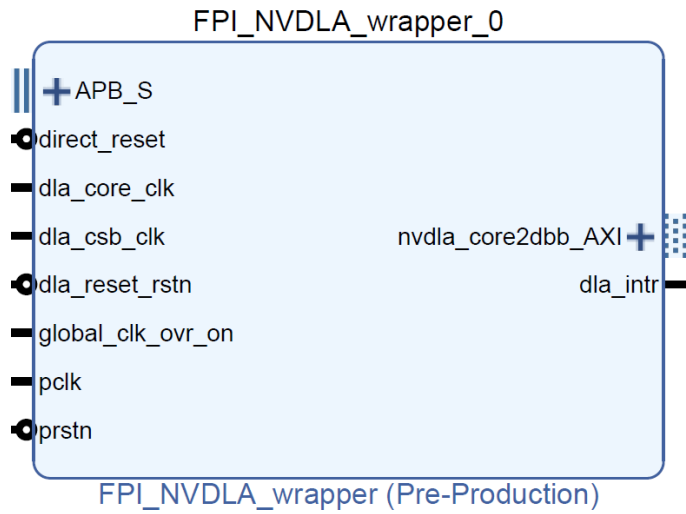 FPI_NVDLA_wrapper_0
APB_S
direct_reset
dla_core_clk
dla_csb_clk
nvdla_core2dbb_AXI
dla_reset_rstn
dla_intr
global_clk_ovr_on
pclk
prstn
FPI_NVDLA_wrapper (Pre-Production)